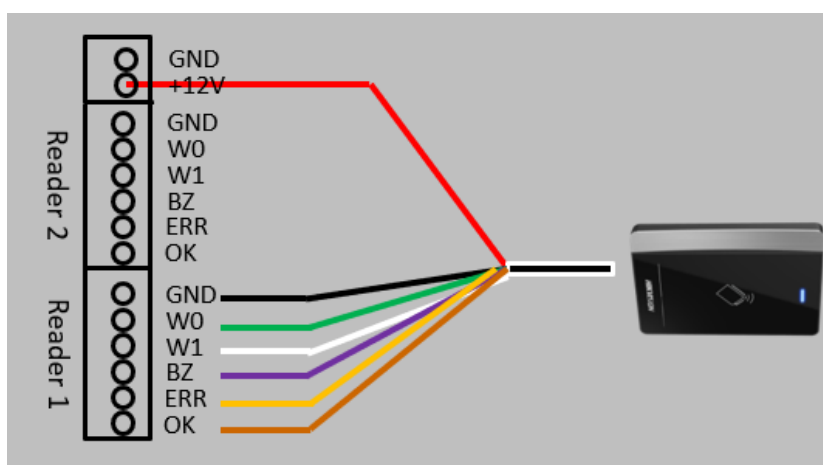 GND
+12V
Reader 2
GND
W0
W1
BZ
ERR
OK
Reader 1
GND
W0
W1
BZ
ERR
OK